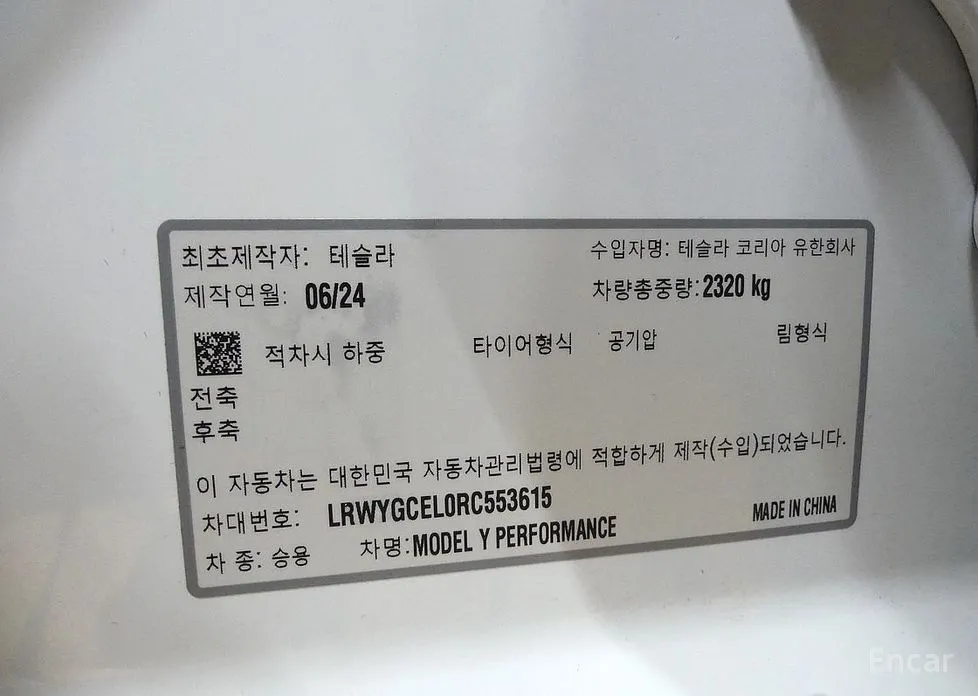 최초제작자: 테슬라 수입자명: 테슬라 코리아 유한회사
제작연월: 06/24 차량총중량:2320 kg
적차시 하중 타이어형식 공기압 림형식
전축
후축
이 자동차는 대한민국 자동차관리법령에 적합하게 제작(수입)되었습니다.
차대번호: LRWYGCEL0RC553615
차 종: 승용 차명:MODEL Y PERFORMANCE MADE IN CHINA
Encar